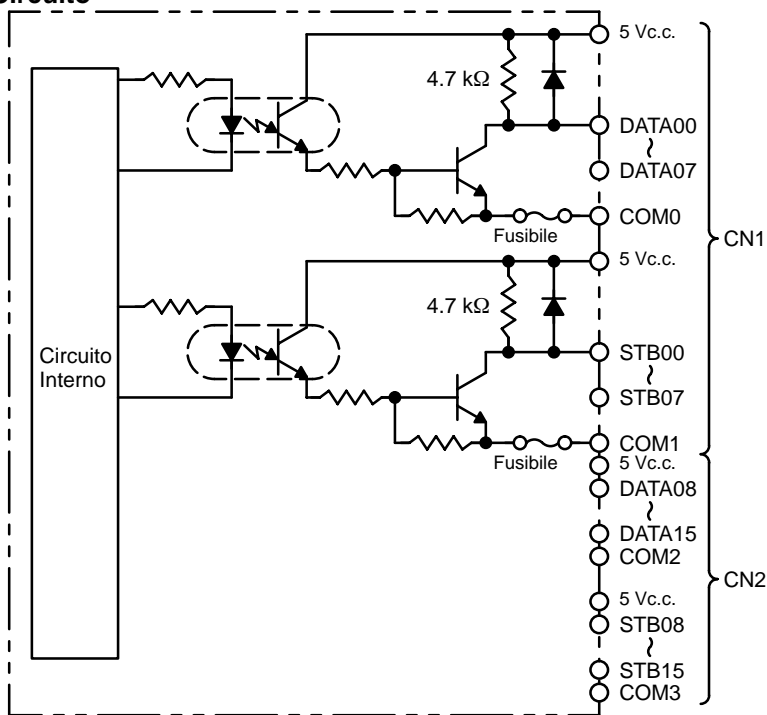 Circuito
5 Vc.c.
4.7 kΩ
DATA00
~
DATA07
COM0
Fusibile
CN1
5 Vc.c.
4.7 kΩ
Circuito
Interno
STB00
~
STB07
COM1
Fusibile
5 Vc.c.
DATA08
~
DATA15
COM2
CN2
5 Vc.c.
STB08
~
STB15
COM3